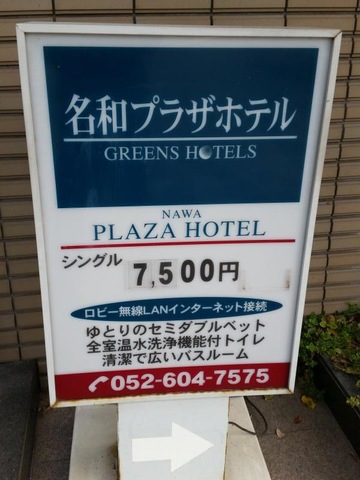 名和プラザホテル
GREENS HOTELS
NAWA
PLAZA HOTEL
シングル 7,500円
ロビー無線LANインターネット接続
ゆとりのセミダブルベット
全室温水洗浄機能付トイレ
清潔で広いバスルーム
052-604-7575